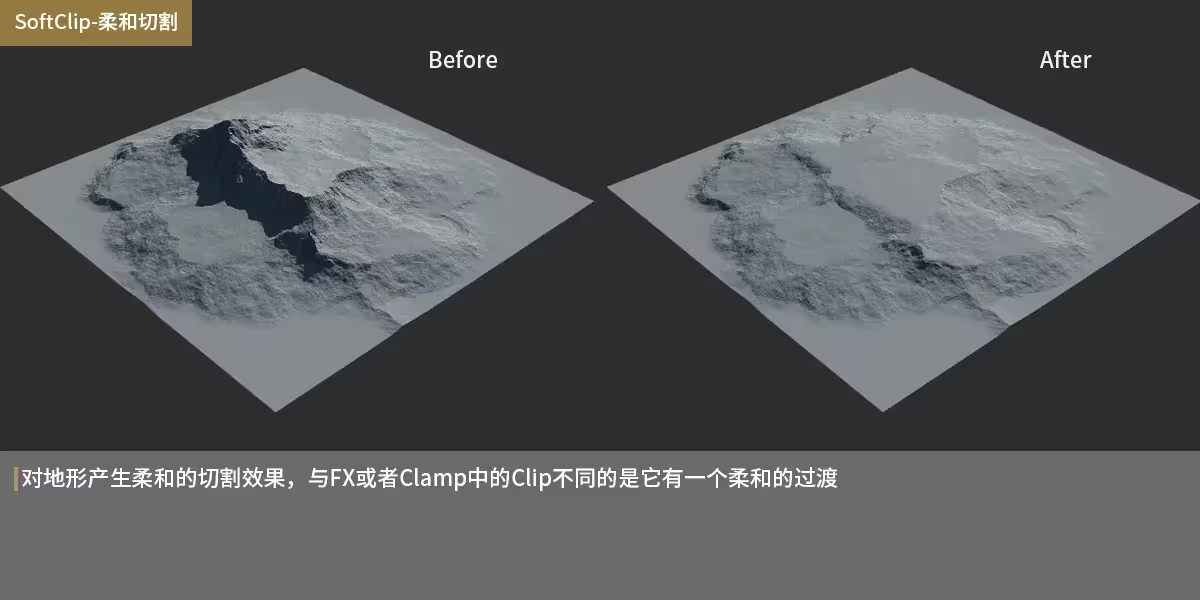 SoftClip-柔和切割
Before
After
对地形产生柔和的切割效果，与FX或者Clamp中的Clip不同的是它有一个柔和的过渡